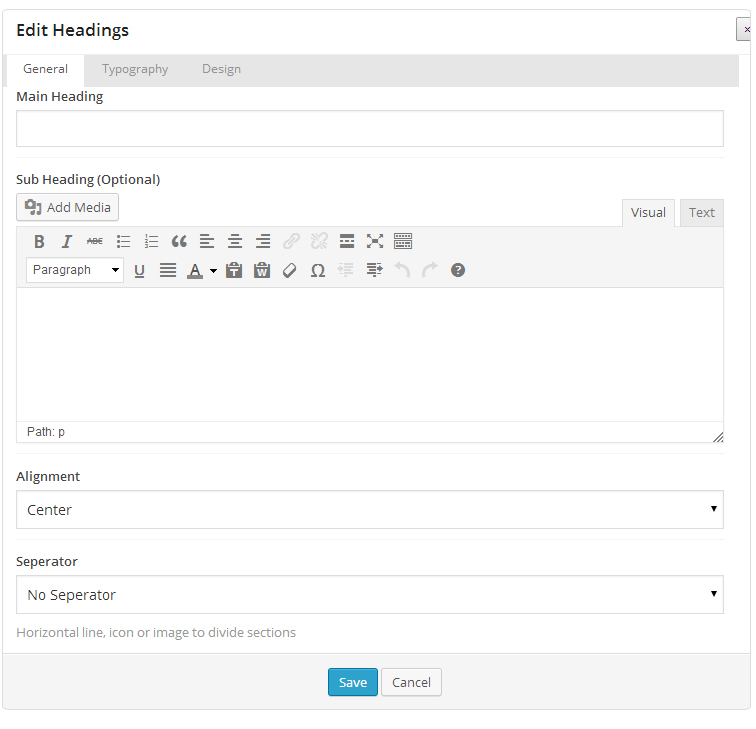 Edit Headings
×
General Typography Design
Main Heading
Sub Heading (Optional)
Add Media
Visual Text
B I ABC
Paragraph U A T W Ω ?
Path: p
Alignment
Center
Seperator
No Seperator
Horizontal line, icon or image to divide sections
Save Cancel